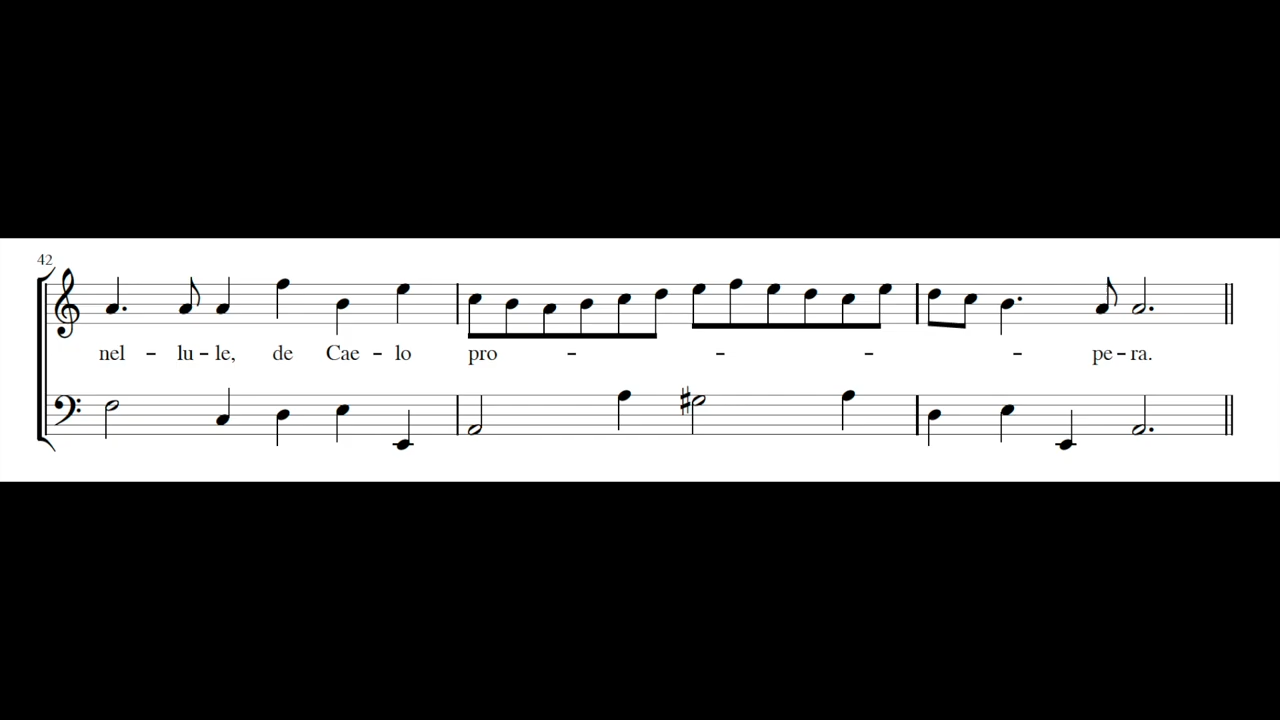 42
nel - lu - le, de Cae - lo pro - - - - pe - ra.